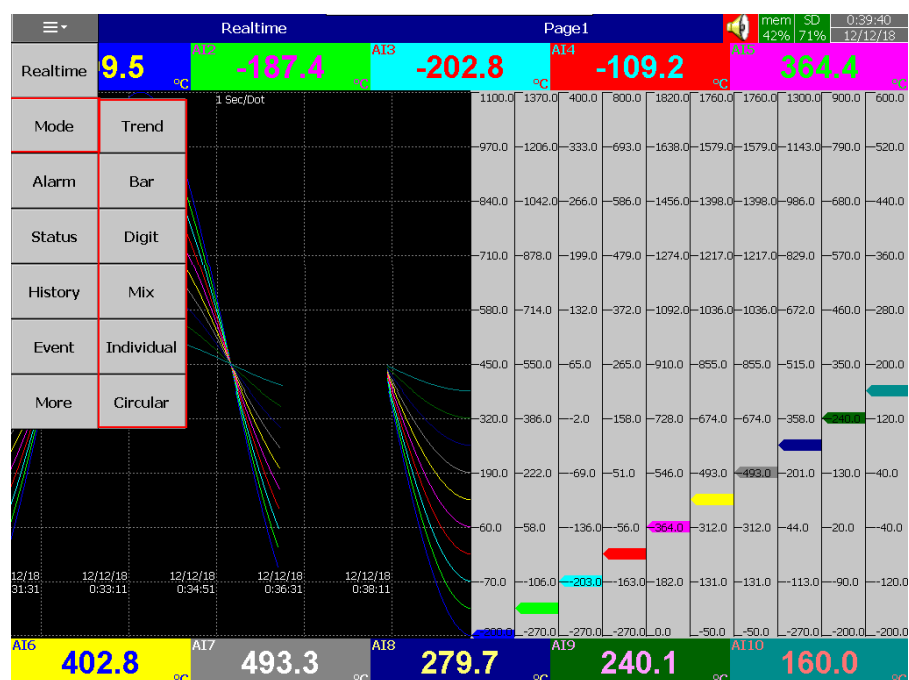 Realtime Page1 mem 42% SD 71% 0:39:40 12/12/18
9.5 °C AI2 -187.4 °C AI3 -202.8 °C AI4 -109.2 °C AI5 364.4 °C
Realtime
1 Sec/Dot
Mode Trend
Alarm Bar
Status Digit
History Mix
Event Individual
More Circular
1100.0 1370.0 400.0 800.0 1820.0 1760.0 1760.0 1300.0 900.0 600.0
970.0 1206.0 333.0 693.0 1638.0 1579.0 1579.0 1143.0 790.0 520.0
840.0 1042.0 266.0 586.0 1456.0 1398.0 1398.0 986.0 680.0 440.0
710.0 878.0 199.0 479.0 1274.0 1217.0 1217.0 829.0 570.0 360.0
580.0 714.0 132.0 372.0 1092.0 1036.0 1036.0 672.0 460.0 280.0
450.0 550.0 65.0 265.0 910.0 855.0 855.0 515.0 350.0 200.0
320.0 386.0 -2.0 158.0 728.0 674.0 674.0 358.0 240.0 120.0
190.0 222.0 -69.0 51.0 546.0 493.0 493.0 201.0 130.0 40.0
60.0 58.0 -136.0 -56.0 364.0 312.0 312.0 44.0 20.0 -40.0
-70.0 -106.0 -203.0 -163.0 182.0 131.0 131.0 -113.0 -90.0 -120.0
-270.0 -270.0 -270.0 0.0 -50.0 -50.0 -270.0 -200.0 -200.0
12/12/18 12/12/18 12/12/18 12/12/18
31:31 0:33:11 0:34:51 0:36:31 0:38:11
AI6 402.8 °C AI7 493.3 °C AI8 279.7 °C AI9 240.1 °C AI10 160.0 °C